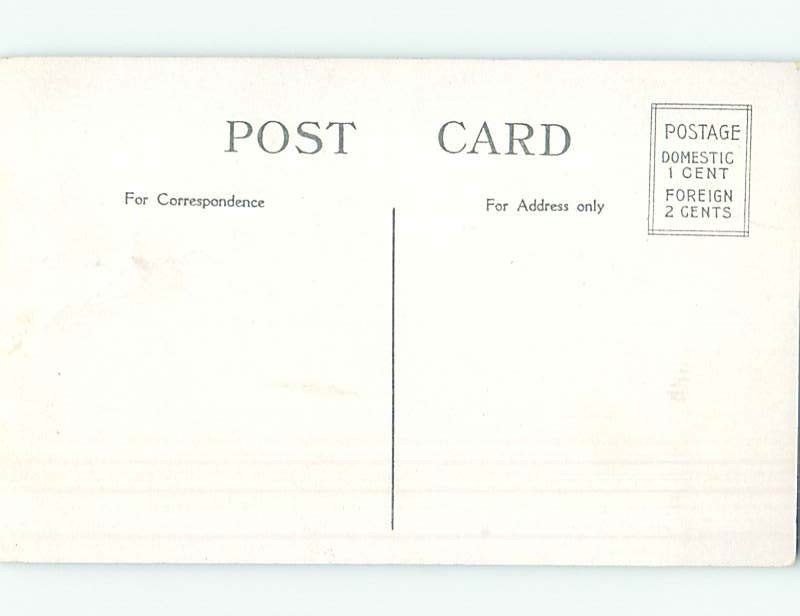 POST CARD
For Correspondence
For Address only
POSTAGE
DOMESTIC
1 CENT
FOREIGN
2 CENTS